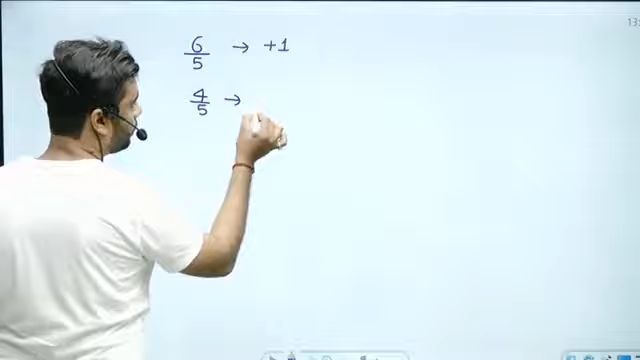 6/5 → +1
4/5 →